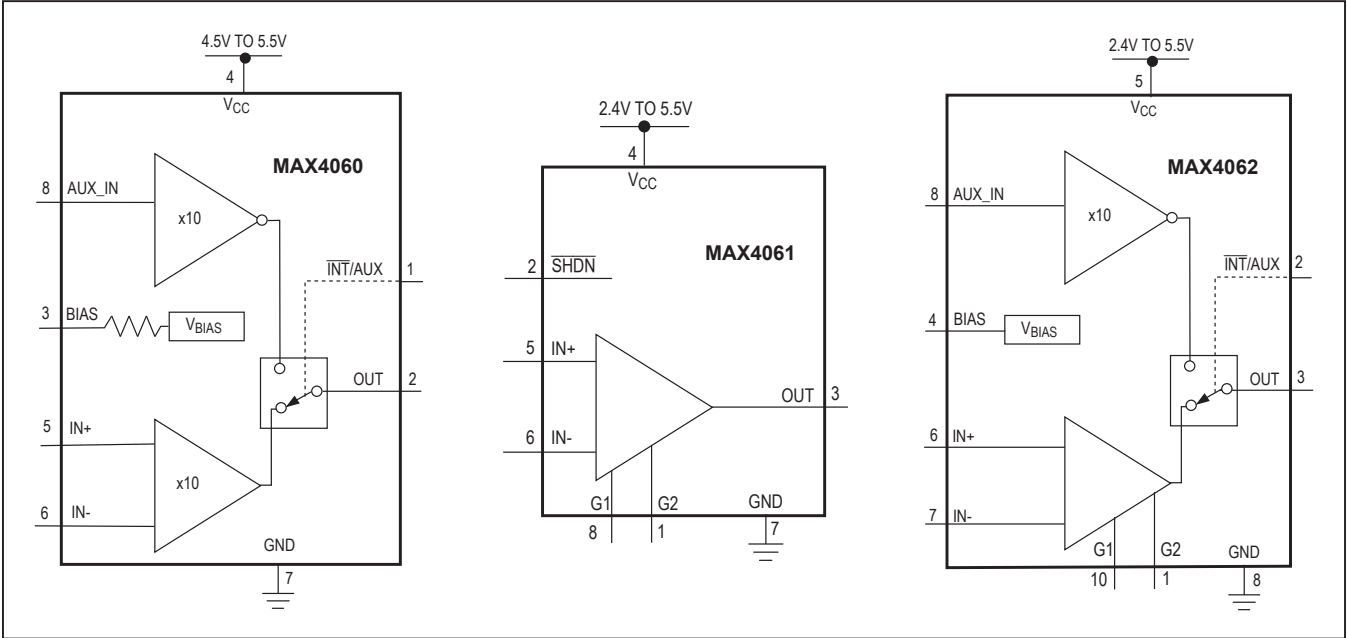 4.5V TO 5.5V
4
VCC
MAX4060
8 AUX_IN
x10
INT/AUX 1
3 BIAS
VBIAS
OUT 2
5 IN+
x10
6 IN-
GND
7
2.4V TO 5.5V
4
VCC
MAX4061
2 SHDN
5 IN+
OUT 3
6 IN-
G1 G2 GND
8 1 7
2.4V TO 5.5V
5
VCC
MAX4062
8 AUX_IN
x10
INT/AUX 2
4 BIAS
VBIAS
OUT 3
6 IN+
7 IN-
G1 G2 GND
10 1 8